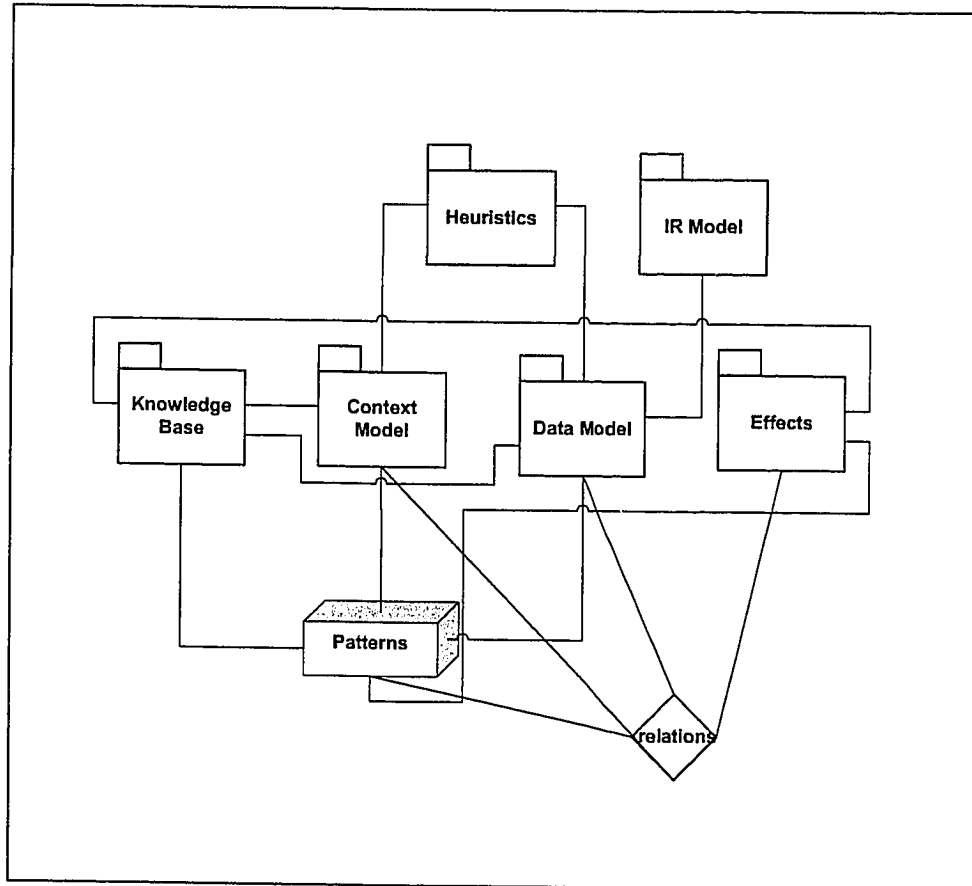 Heuristics
IR Model
Knowledge
Base
Context
Model
Data Model
Effects
Patterns
relations